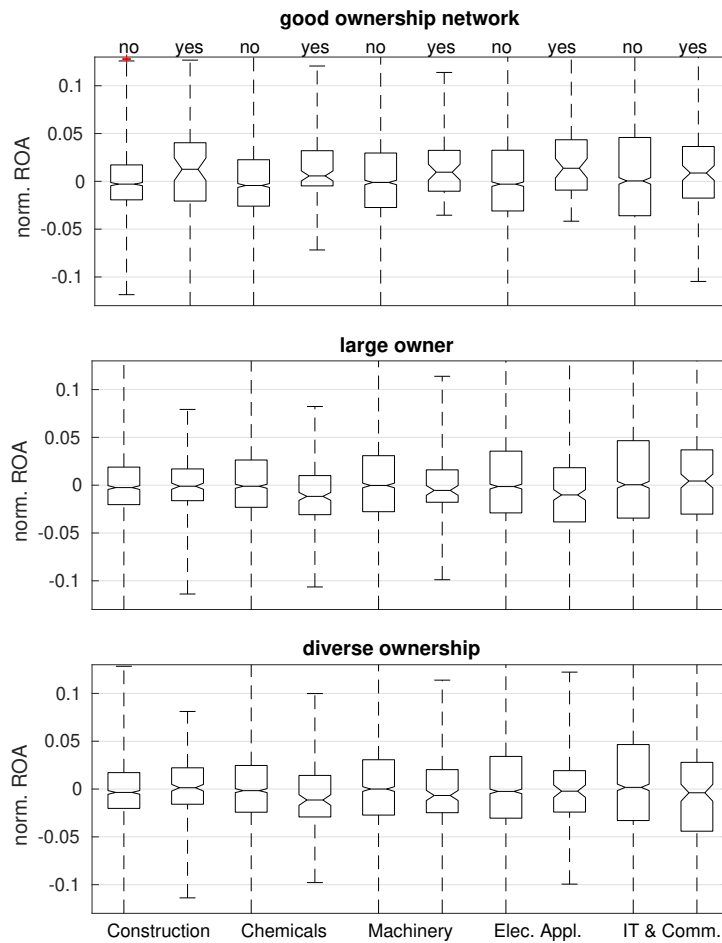 good ownership network
no yes no yes no yes no yes no yes
0.1
0.05
0
-0.05
-0.1
norm. ROA
large owner
0.1
0.05
0
-0.05
-0.1
norm. ROA
diverse ownership
0.1
0.05
0
-0.05
-0.1
norm. ROA
Construction Chemicals Machinery Elec. Appl. IT & Comm.